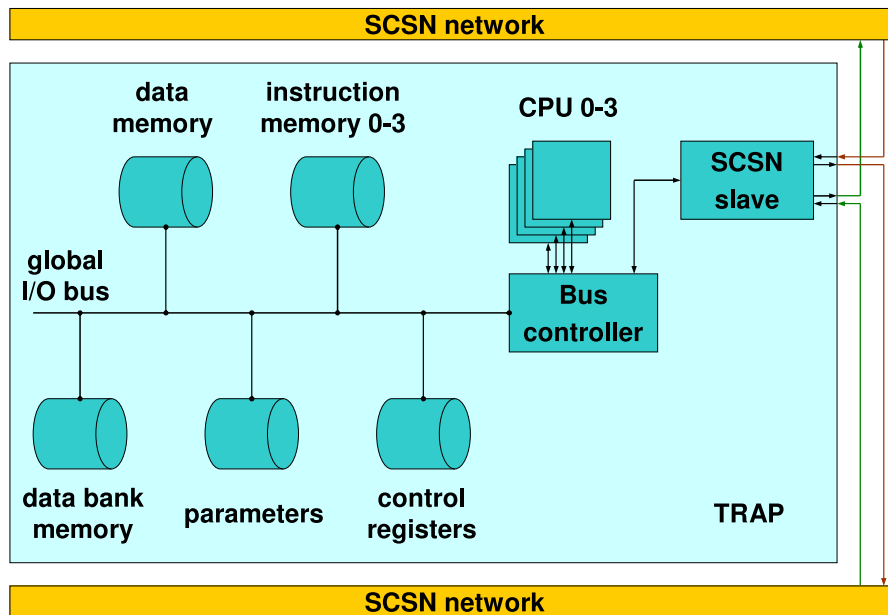 SCSN network
data
memory
instruction
memory 0-3
CPU 0-3
SCSN
slave
global
I/O bus
Bus
controller
data bank
memory
parameters
control
registers
TRAP
SCSN network